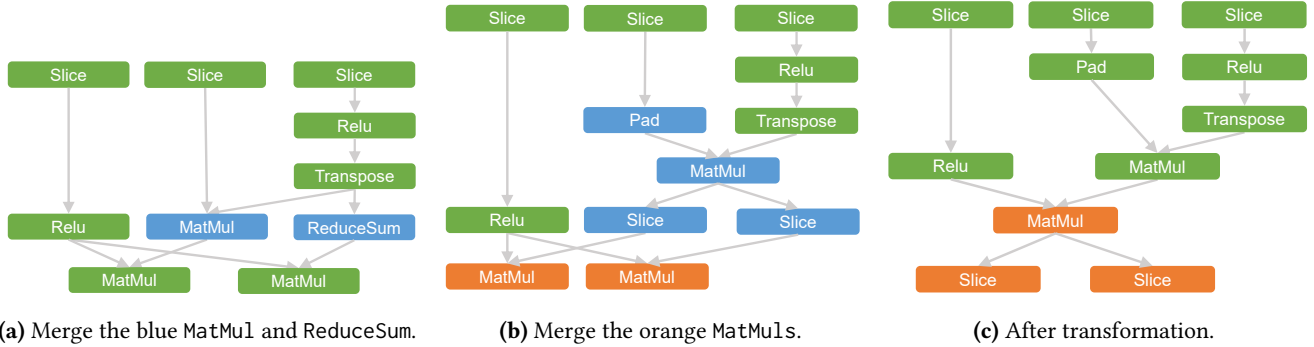 Slice
Slice
Slice
Relu
Transpose
Relu
MatMul
ReduceSum
MatMul
MatMul
(a) Merge the blue MatMul and ReduceSum.
Slice
Slice
Slice
Relu
Pad
Transpose
MatMul
Relu
Slice
Slice
MatMul
MatMul
(b) Merge the orange MatMuls.
Slice
Slice
Slice
Pad
Relu
Transpose
Relu
MatMul
MatMul
Slice
Slice
(c) After transformation.